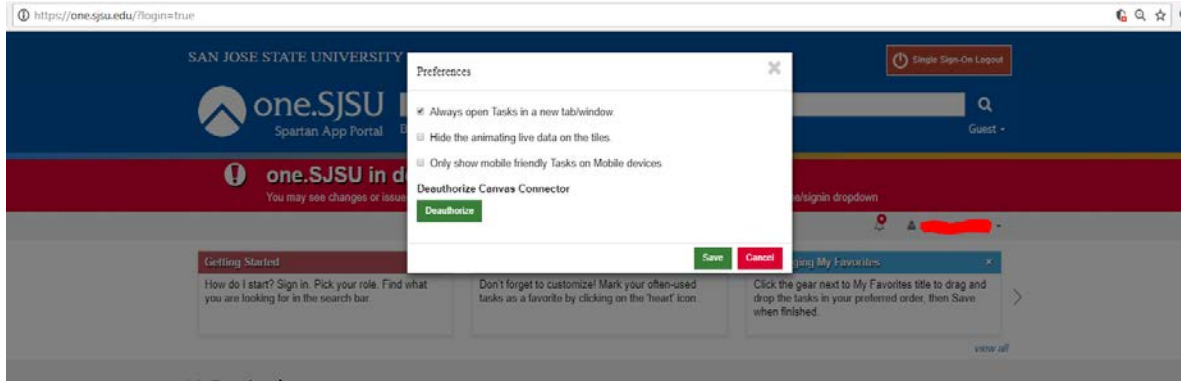 https://one.sjsu.edu/?login=true
SAN JOSE STATE UNIVERSITY
Single Sign-On Logout
one.SJSU
Spartan App Portal
Guest
Preferences
Always open Tasks in a new tab/window
Hide the animating live data on the tiles
Only show mobile friendly Tasks on Mobile devices
Deauthorize Canvas Connector
Deauthorize
Save
Cancel
one.SJSU in d
You may see changes or issue
e/signin dropdown
Getting Started
ging My Favorites
How do I start? Sign in. Pick your role. Find what
you are looking for in the search bar.
Don't forget to customize! Mark your often-used
tasks as a favorite by clicking on the 'heart' icon.
Click the gear next to My Favorites title to drag and
drop the tasks in your preferred order, then Save
when finished.
view all